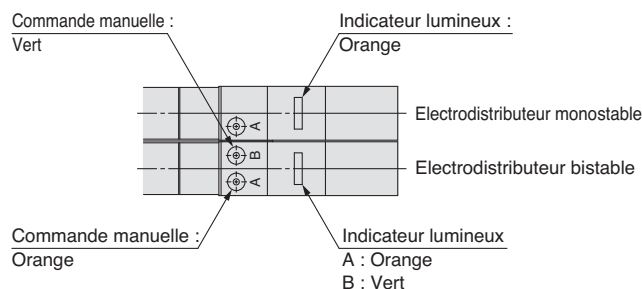 Commande manuelle :
Vert
Indicateur lumineux :
Orange
A
Electrodistributeur monostable
B
Electrodistributeur bistable
A
Commande manuelle :
Orange
Indicateur lumineux
A : Orange
B : Vert